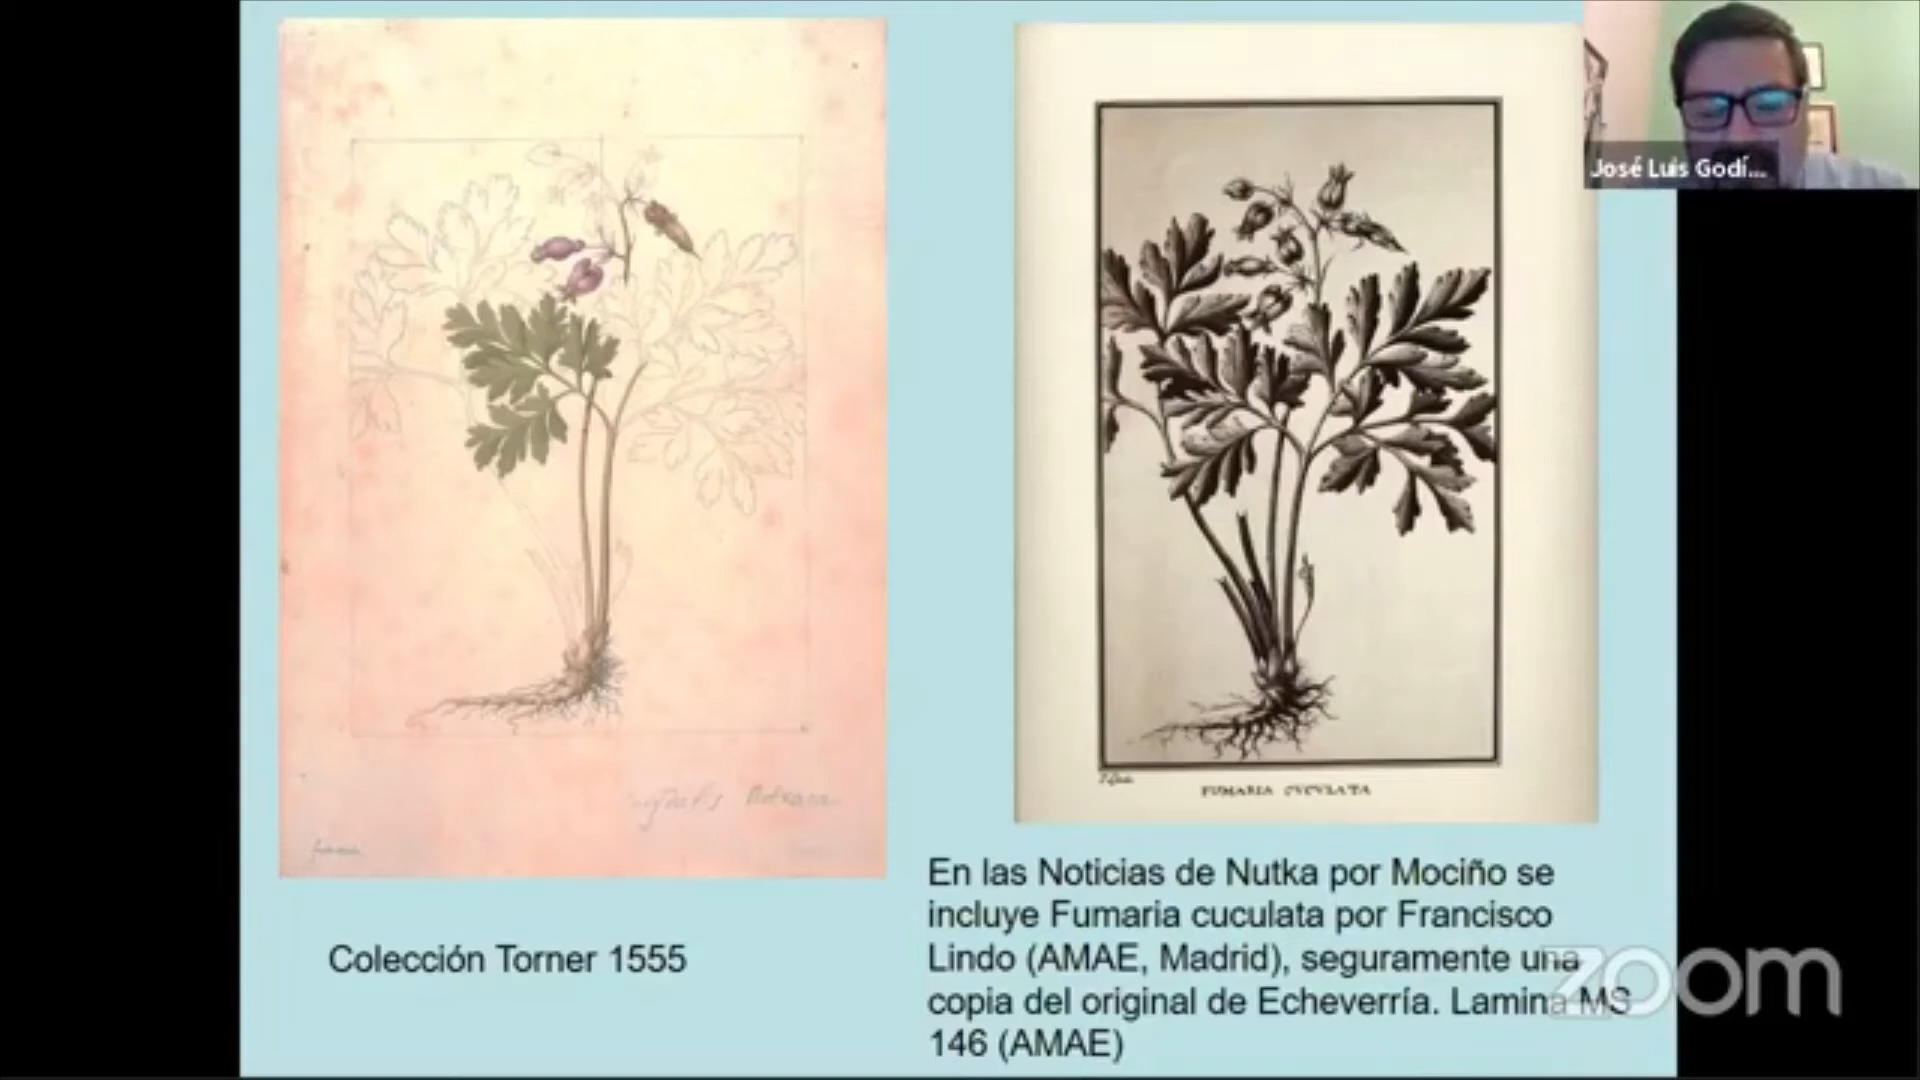 José Luis Godí...
FUMARIA CUCULATA
Colección Torner 1555
En las Noticias de Nutka por Mociño se
incluye Fumaria cuculata por Francisco
Lindo (AMAE, Madrid), seguramente una
copia del original de Echeverría. Lamina MS
146 (AMAE)
zoom